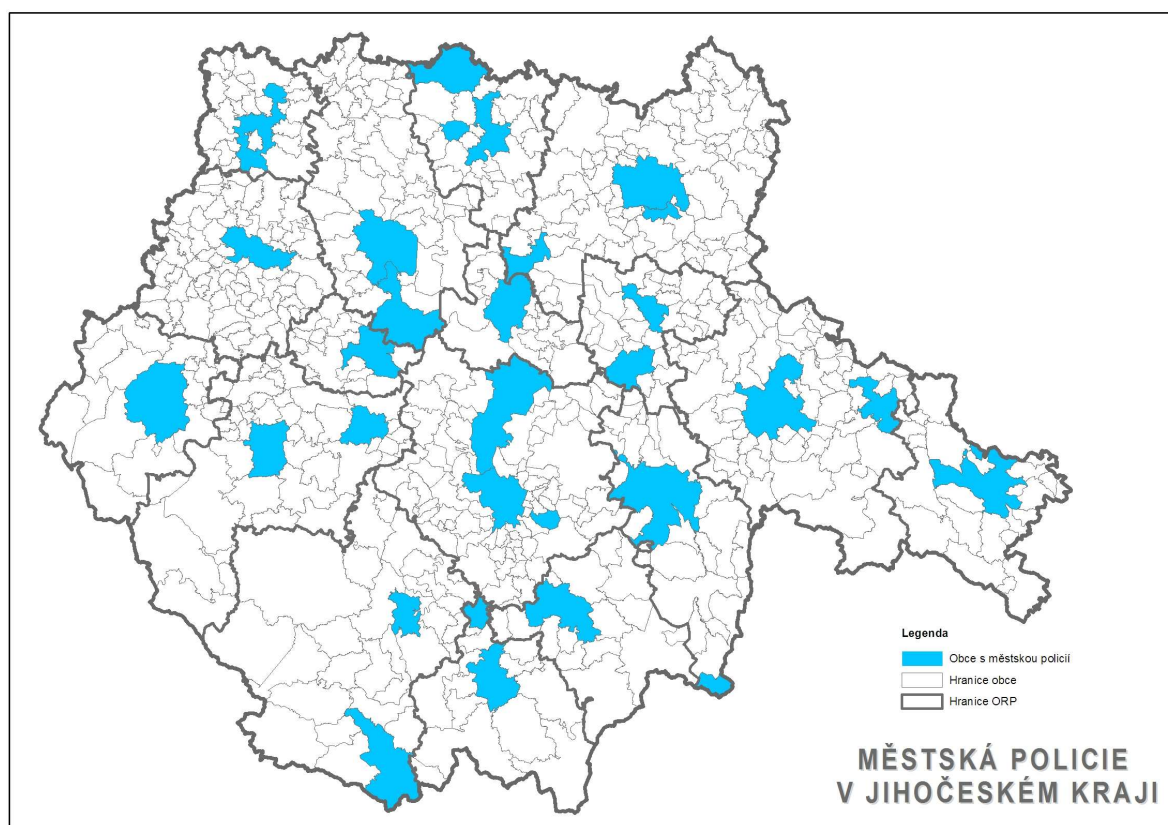 Legenda
Obce s městskou policií
Hranice obce
Hranice ORP
MĚSTSKÁ POLICIE
V JIHOČESKÉM KRAJI